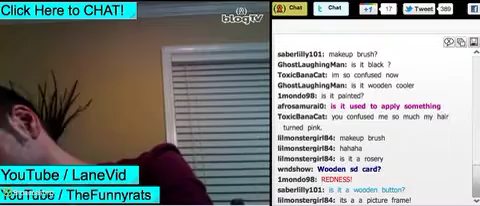 Click Here to CHAT!
blogTV
YouTube / LaneVid
YouTube / TheFunnyrats
Chat
Chat
+1
17
Tweet
389
saberlilly101: makeup brush?
GhostLaughingMan: is it black ?
ToxicBanaCat: im so confused now
GhostLaughingMan: is it wooden cooler
1mondo98: is it painted?
afrosamurai0: is it used to apply something
ToxicBanaCat: you confused me so much my hair
turned pink.
lilmonstergirl84: makeup brush
lilmonstergirl84: hahaha
lilmonstergirl84: is it a rosery
wndshow: Wooden sd card?
1mondo98: REDNESS!
saberlilly101: is it a wooden button?
lilmonstergirl84: its a a picture frame!